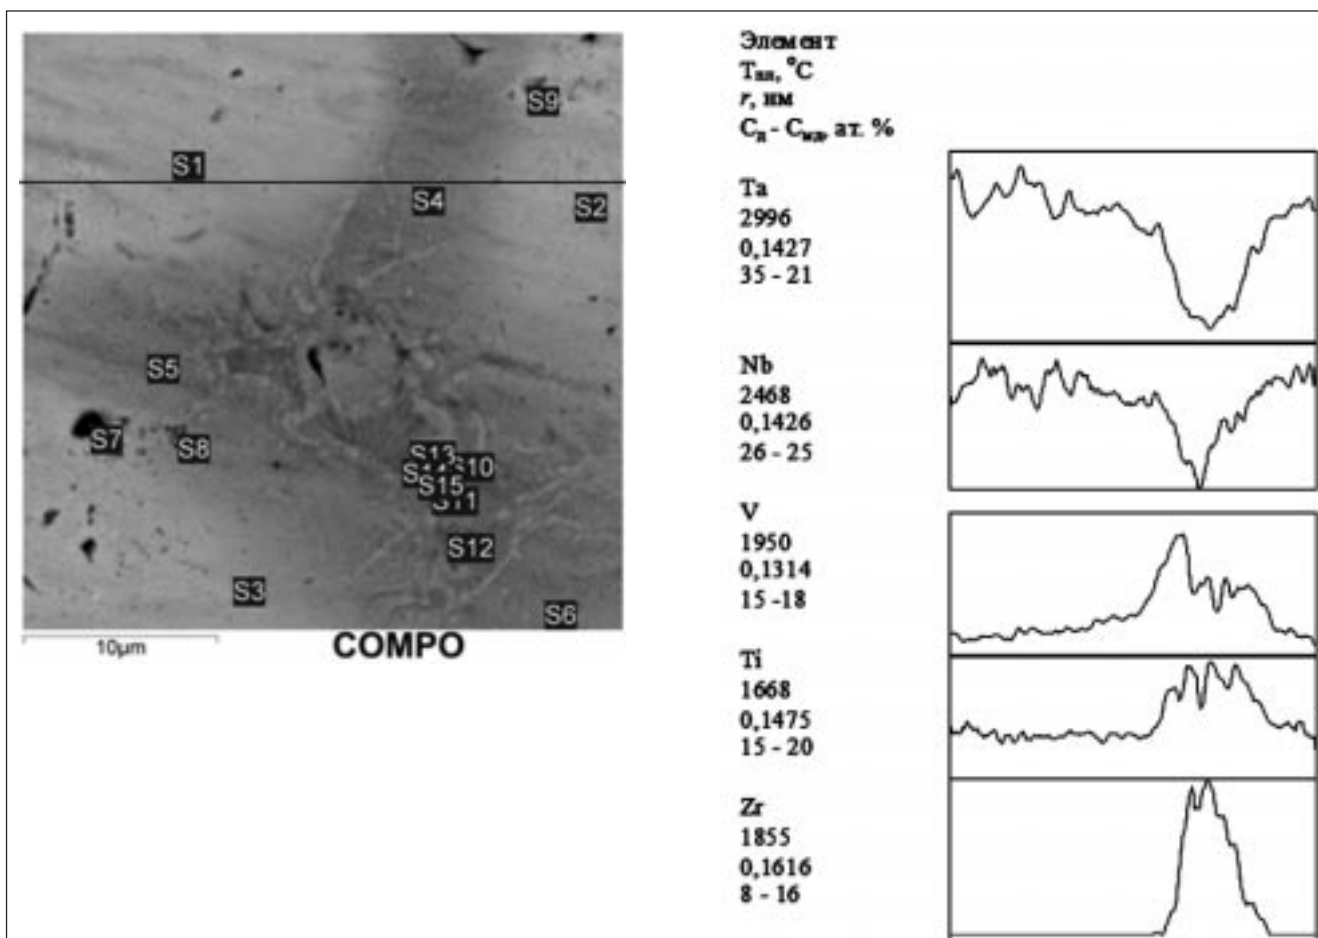 S9
S1
S4
S2
S5
S7
S8
S13
S10
S15
S11
S12
S3
S6
10µm
COMPO
Элемент
Тпл, °С
r, нм
Сд - Смд, ат. %
Ta
2996
0,1427
35 - 21
Nb
2468
0,1426
26 - 25
V
1950
0,1314
15 -18
Ti
1668
0,1475
15 - 20
Zr
1855
0,1616
8 - 16